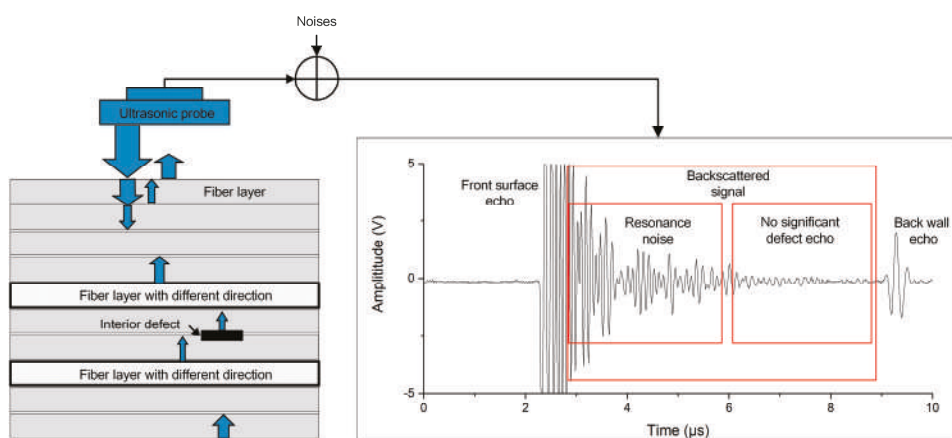 Noises
Ultrasonic probe
Fiber layer
Fiber layer with different direction
Interior defect
Fiber layer with different direction
Front surface
echo
Backscattered
signal
Resonance
noise
No significant
defect echo
Back wall
echo
Amplititude (V)
5
0
-5
0
2
4
6
8
10
Time (µs)